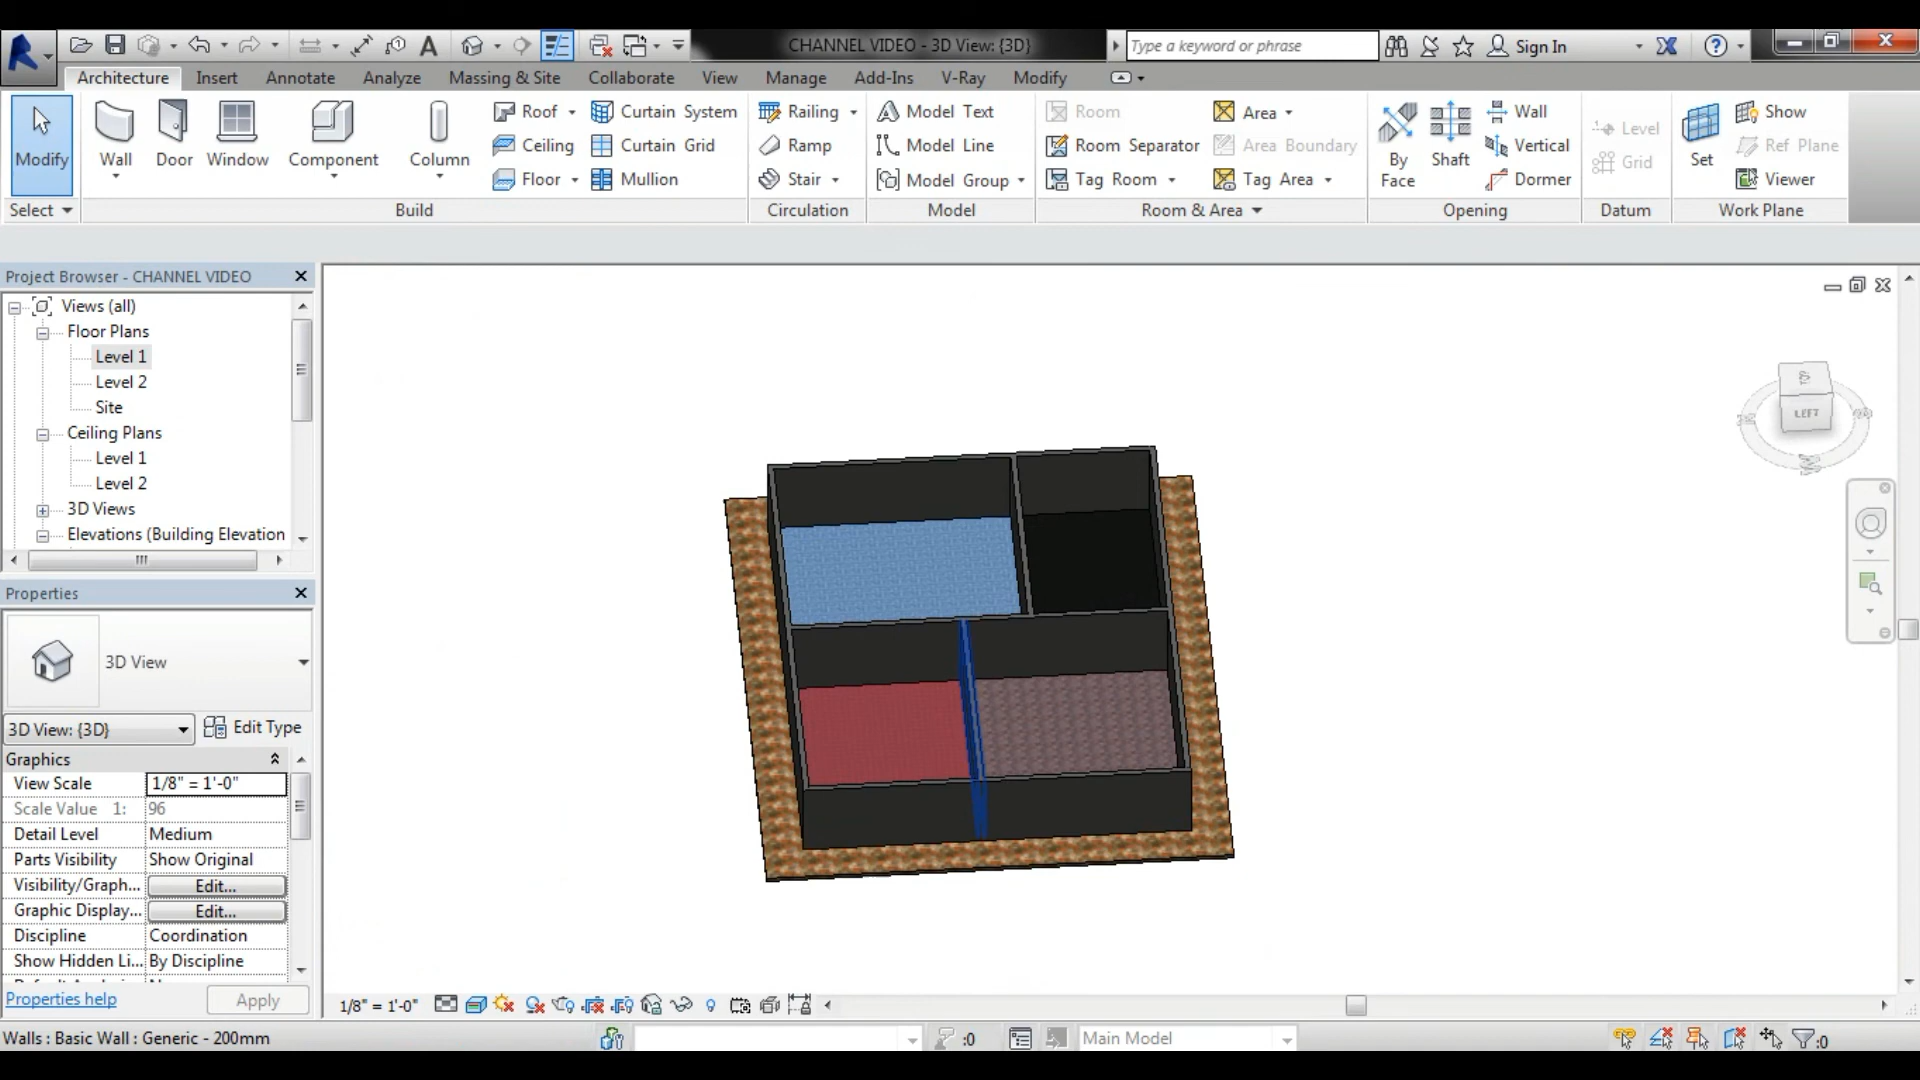 CHANNEL VIDEO - 3D View: {3D}
Type a keyword or phrase
Sign In
Architecture Insert Annotate Analyze Massing & Site Collaborate View Manage Add-Ins V-Ray Modify
Modify
Wall
Door
Window
Component
Column
Roof
Ceiling
Floor
Curtain System
Curtain Grid
Mullion
Railing
Ramp
Stair
Model Text
Model Line
Model Group
Room
Room Separator
Tag Room
Area
Area Boundary
Tag Area
By
Face
Shaft
Wall
Vertical
Dormer
Level
Grid
Set
Show
Ref Plane
Viewer
Select Build Circulation Model Room & Area Opening Datum Work Plane
Project Browser - CHANNEL VIDEO
Views (all)
Floor Plans
Level 1
Level 2
Site
Ceiling Plans
Level 1
Level 2
3D Views
Elevations (Building Elevation
Properties
3D View
3D View: {3D} Edit Type
Graphics
View Scale 1/8" = 1'-0"
Scale Value 1: 96
Detail Level Medium
Parts Visibility Show Original
Visibility/Graph... Edit...
Graphic Display... Edit...
Discipline Coordination
Show Hidden Li... By Discipline
Properties help Apply
TOP
LEFT
W
1/8" = 1'-0"
Walls : Basic Wall : Generic - 200mm
:0
Main Model
:0